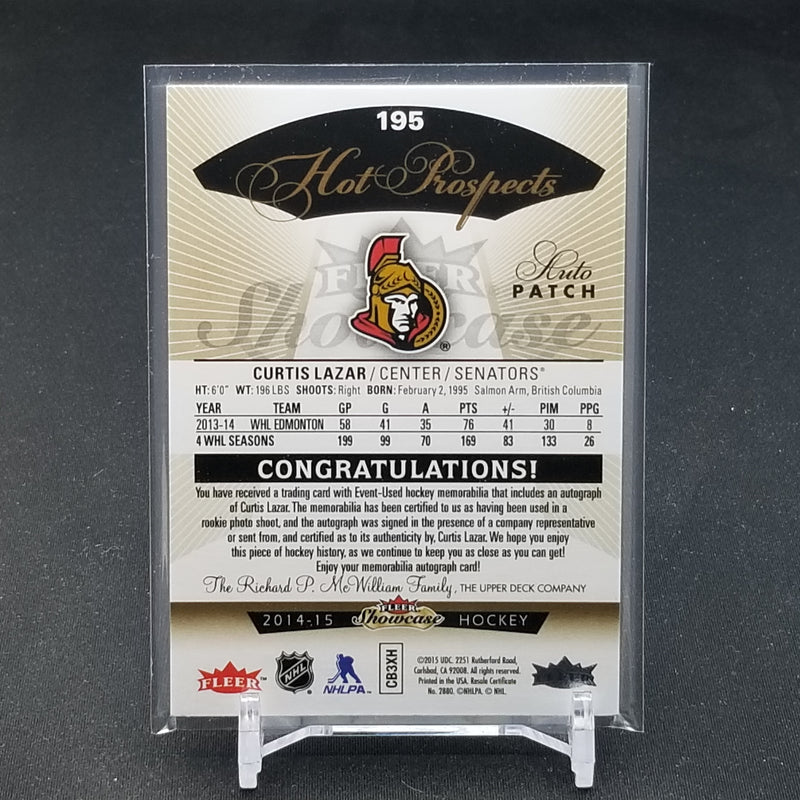 195
Hot Prospects
FLEER
Showcase
Auto
PATCH
®
CURTIS LAZAR / CENTER / SENATORS®
HT: 6'0" WT: 196 LBS SHOOTS: Right BORN: February 2, 1995 Salmon Arm, British Columbia
YEAR TEAM GP G A PTS +/- PIM PPG
2013-14 WHL EDMONTON 58 41 35 76 41 30 8
4 WHL SEASONS 199 99 70 169 83 133 26
CONGRATULATIONS!
You have received a trading card with Event-Used hockey memorabilia that includes an autograph
of Curtis Lazar. The memorabilia has been certified to us as having been used in a
rookie photo shoot, and the autograph was signed in the presence of a company representative
or sent from, and certified as to its authenticity by, Curtis Lazar. We hope you enjoy
this piece of hockey history, as we continue to keep you as close as you can get!
Enjoy your memorabilia autograph card!
The Richard P. McWilliam Family, THE UPPER DECK COMPANY
2014-15 FLEER Showcase HOCKEY
FLEER™ NHL NHLPA™ CB3XH
©2015 UDC. 2251 Rutherford Road,
Carlsbad, CA 92008. All rights reserved.
Printed in the USA. Resale Certificate
No. 2880. ©NHLPA. © NHL.